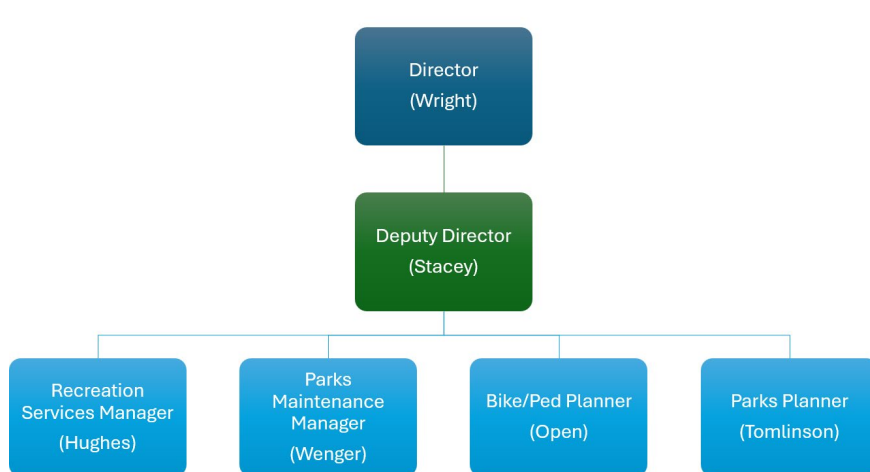 Director
(Wright)
Deputy Director
(Stacey)
Recreation
Services Manager
(Hughes)
Parks
Maintenance
Manager
(Wenger)
Bike/Ped Planner
(Open)
Parks Planner
(Tomlinson)